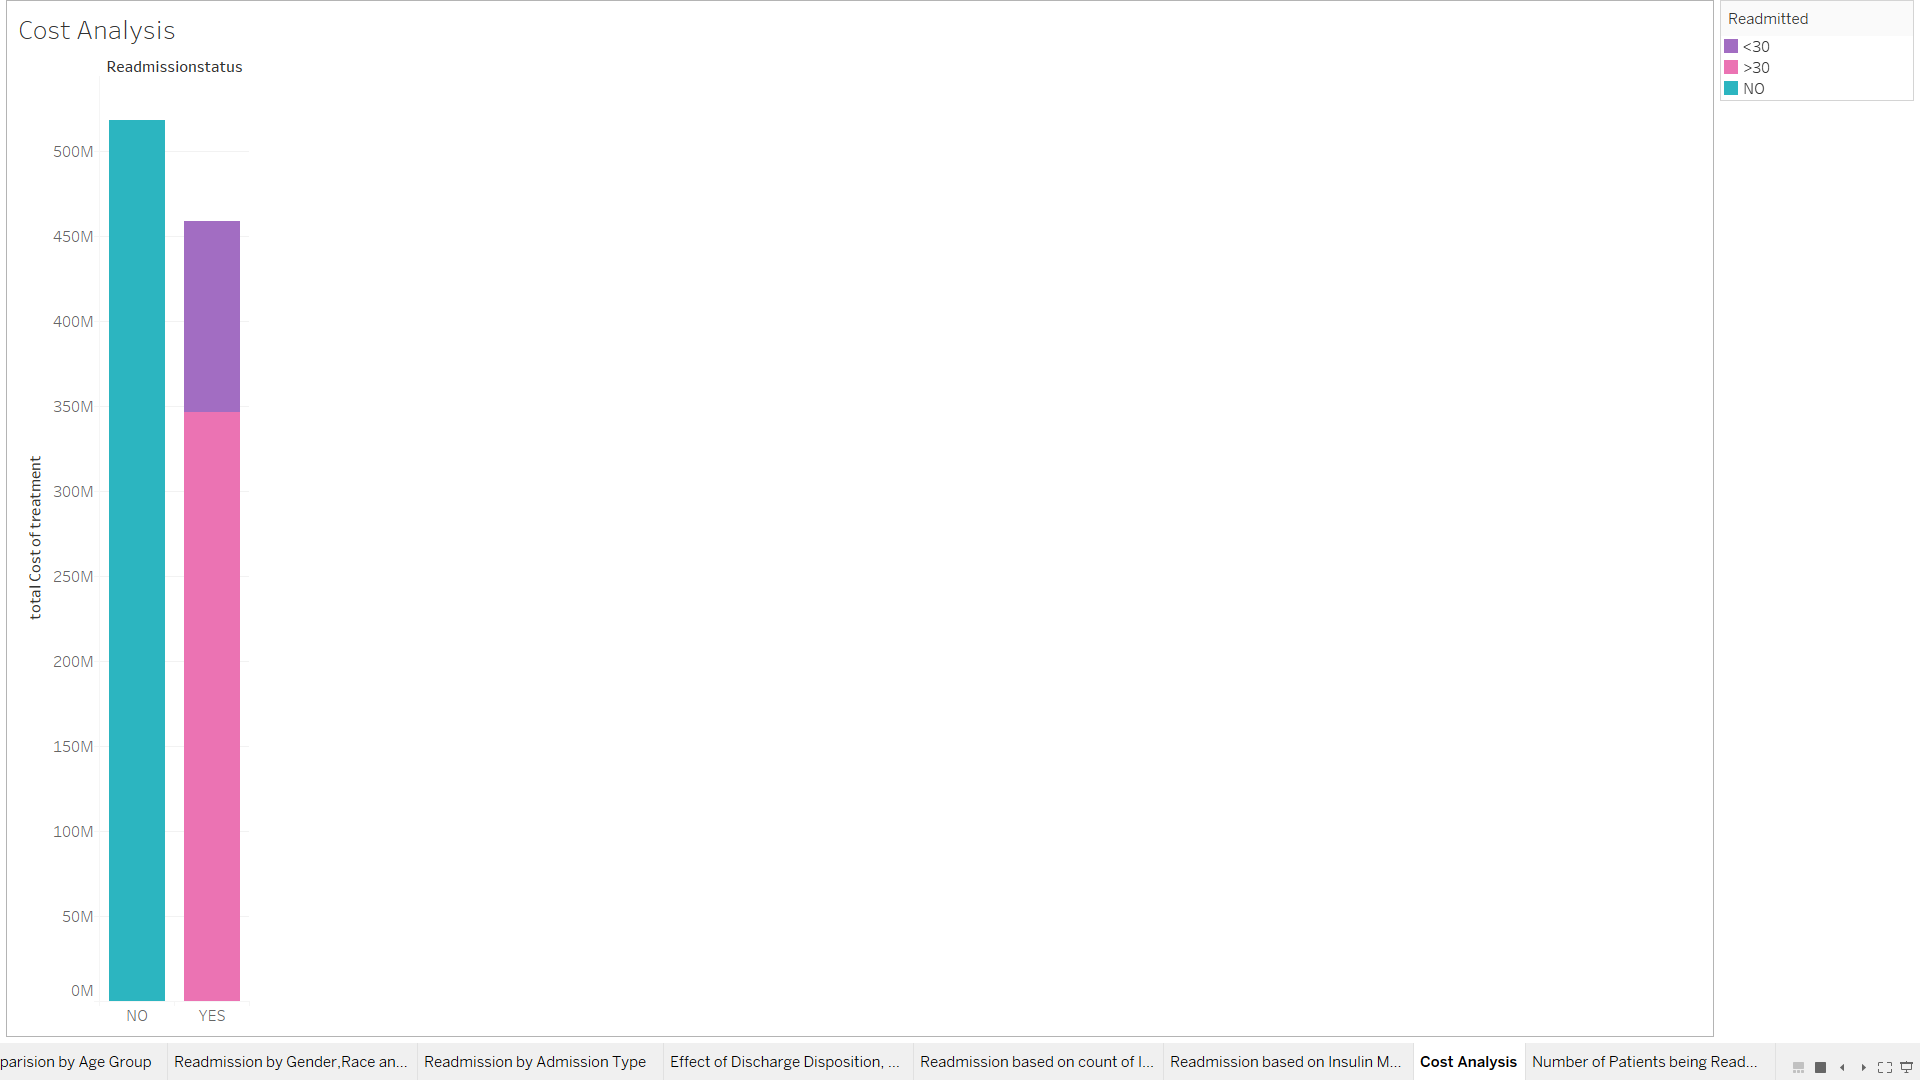 Cost Analysis
Readmissionstatus
500M
450M
400M
350M
300M
250M
200M
150M
100M
50M
0M
total Cost of treatment
NO
YES
Readmitted
<30
>30
NO
parision by Age Group
Readmission by Gender,Race an...
Readmission by Admission Type
Effect of Discharge Disposition, ...
Readmission based on count of I...
Readmission based on Insulin M...
Cost Analysis
Number of Patients being Read...